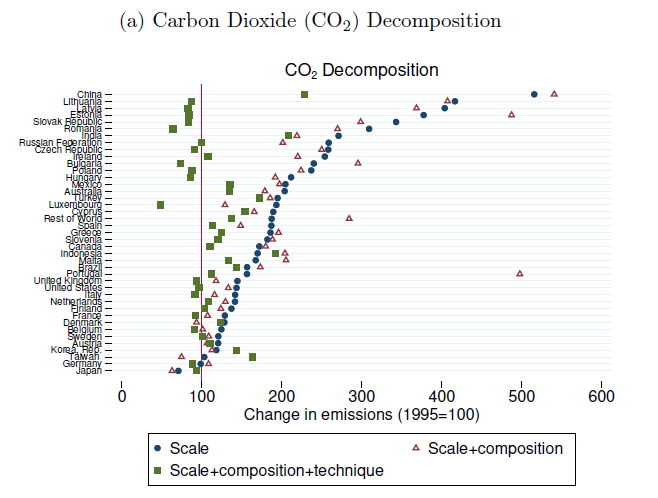 (a) Carbon Dioxide (CO₂) Decomposition
CO₂ Decomposition
China
Lithuania
Latvia
Estonia
Slovak Republic
Romania
India
Russian Federation
Czech Republic
Ireland
Bulgaria
Poland
Hungary
Mexico
Australia
Turkey
Luxembourg
Cyprus
Rest of World
Spain
Greece
Slovenia
Canada
Indonesia
Malta
Brazil
Portugal
United Kingdom
United States
Italy
Netherlands
Finland
France
Denmark
Belgium
Sweden
Austria
Korea, Rep.
Taiwan
Germany
Japan
0 100 200 300 400 500 600
Change in emissions (1995=100)
Scale Scale+composition
Scale+composition+technique